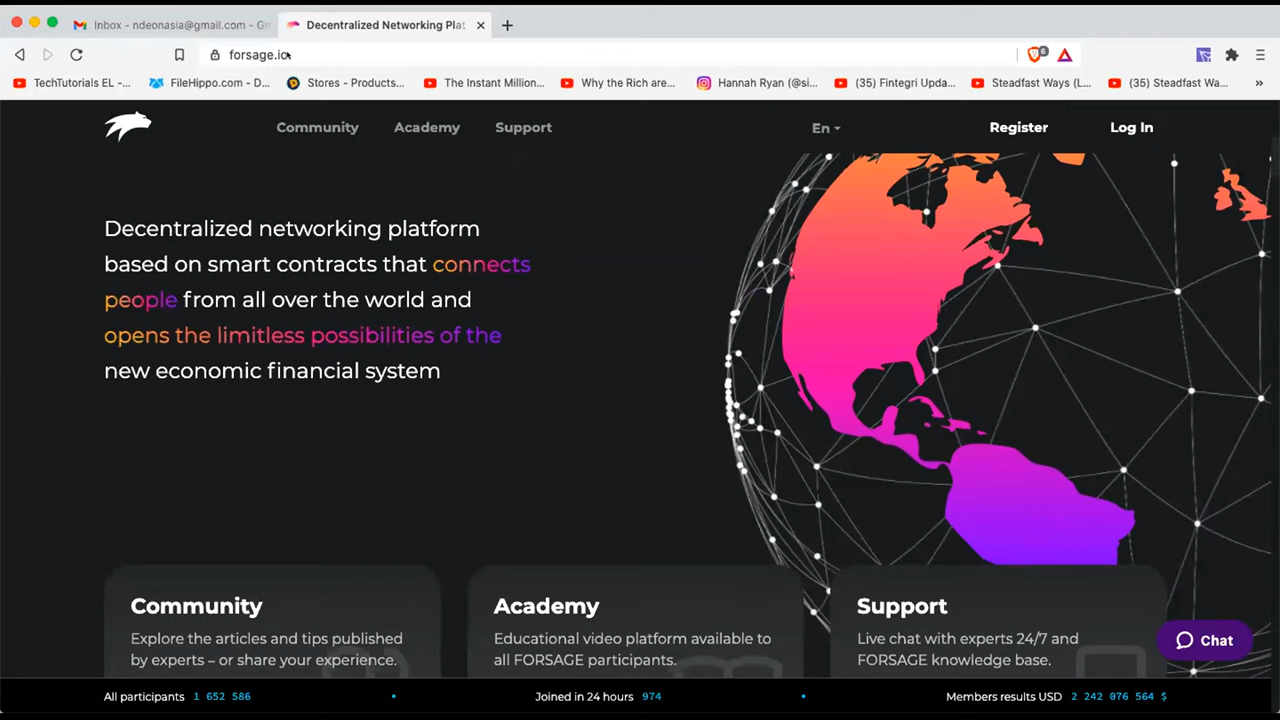 Inbox - ndeonasia@gmail.com - Gm
Decentralized Networking Plat
forsage.io
6
TechTutorials EL –...
FileHippo.com - D...
Stores - Products...
The Instant Million...
Why the Rich are...
Hannah Ryan (@si...
(35) Fintegri Upda...
Steadfast Ways (L...
(35) Steadfast Wa...
Community
Academy
Support
En
Register
Log In
Decentralized networking platform
based on smart contracts that connects
people from all over the world and
opens the limitless possibilities of the
new economic financial system
Community
Explore the articles and tips published
by experts – or share your experience.
Academy
Educational video platform available to
all FORSAGE participants.
Support
Live chat with experts 24/7 and
FORSAGE knowledge base.
Chat
All participants 1 652 586
Joined in 24 hours 974
Members results USD 2 242 076 564 $